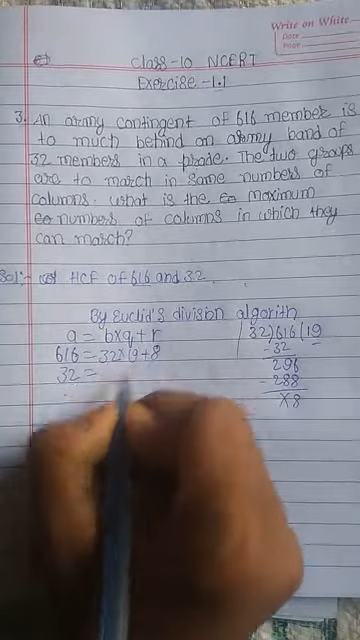 Write on White
Date
Page
Class-10 NCERT
Exercise-1.1
3. An army contingent of 616 member is
to much behind on army band of
32 members in a prade. The two groups
are to march in same numbers of
columns. what is the maximum
numbers of columns in which they
can march?
Sol:- HCF OF 616 and 32.
By Euclid's division algorith
a = bxq+r 32)616(19
616=32x19+8 -32
32 = 296
-288
x8